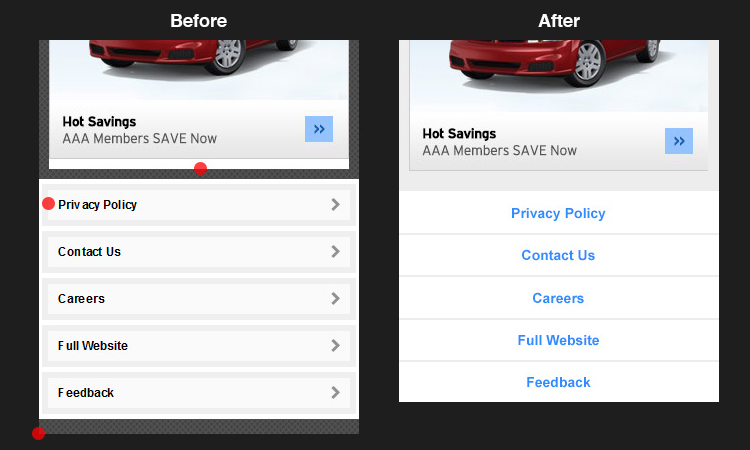 Before
Hot Savings
AAA Members SAVE Now
Privacy Policy
Contact Us
Careers
Full Website
Feedback
After
Hot Savings
AAA Members SAVE Now
Privacy Policy
Contact Us
Careers
Full Website
Feedback